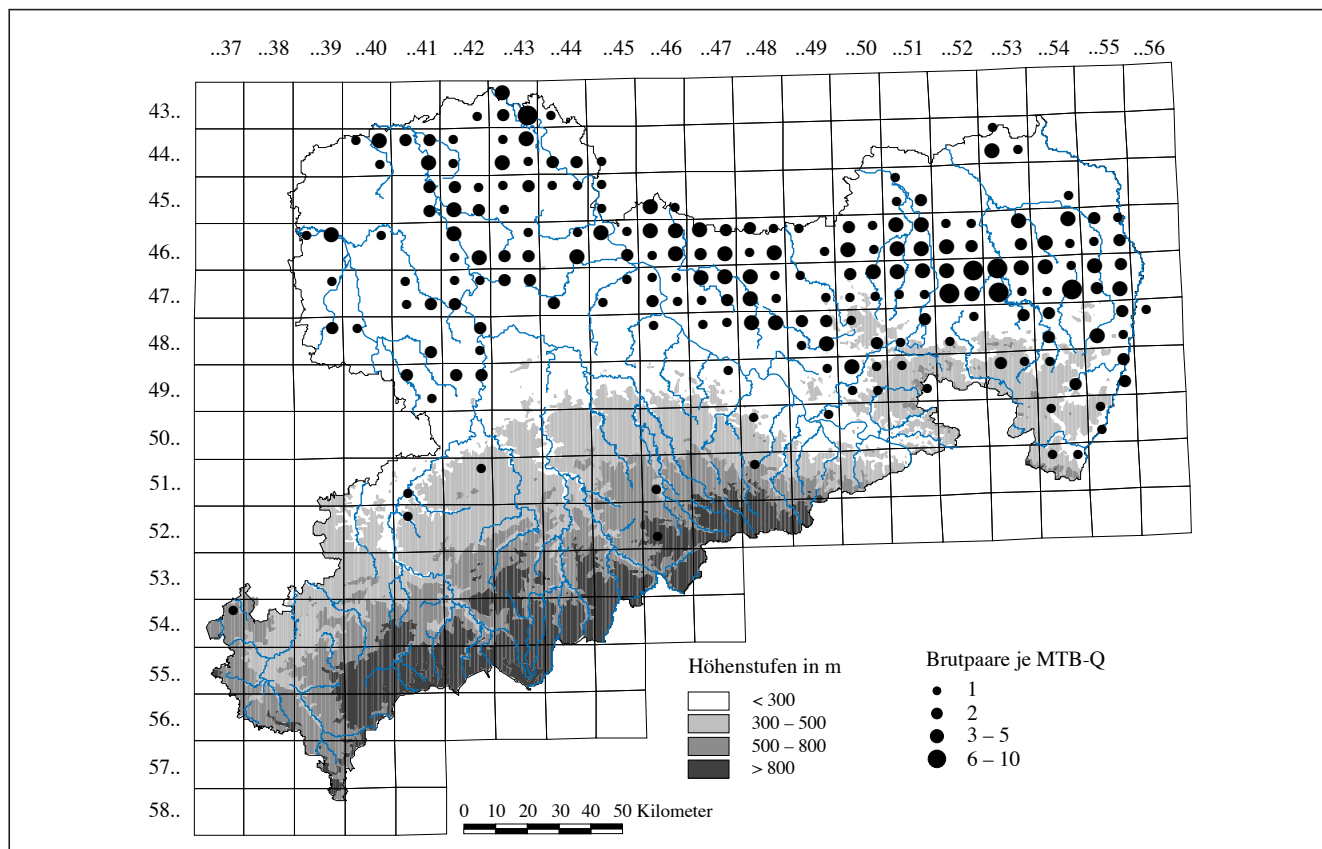 ..37 ..38 ..39 ..40 ..41 ..42 ..43 ..44 ..45 ..46 ..47 ..48 ..49 ..50 ..51 ..52 ..53 ..54 ..55 ..56
43..
44..
45..
46..
47..
48..
49..
50..
51..
52..
53..
54..
55..
56..
57..
58..
Höhenstufen in m
< 300
300 – 500
500 – 800
> 800
Brutpaare je MTB-Q
1
2
3 – 5
6 – 10
0 10 20 30 40 50 Kilometer